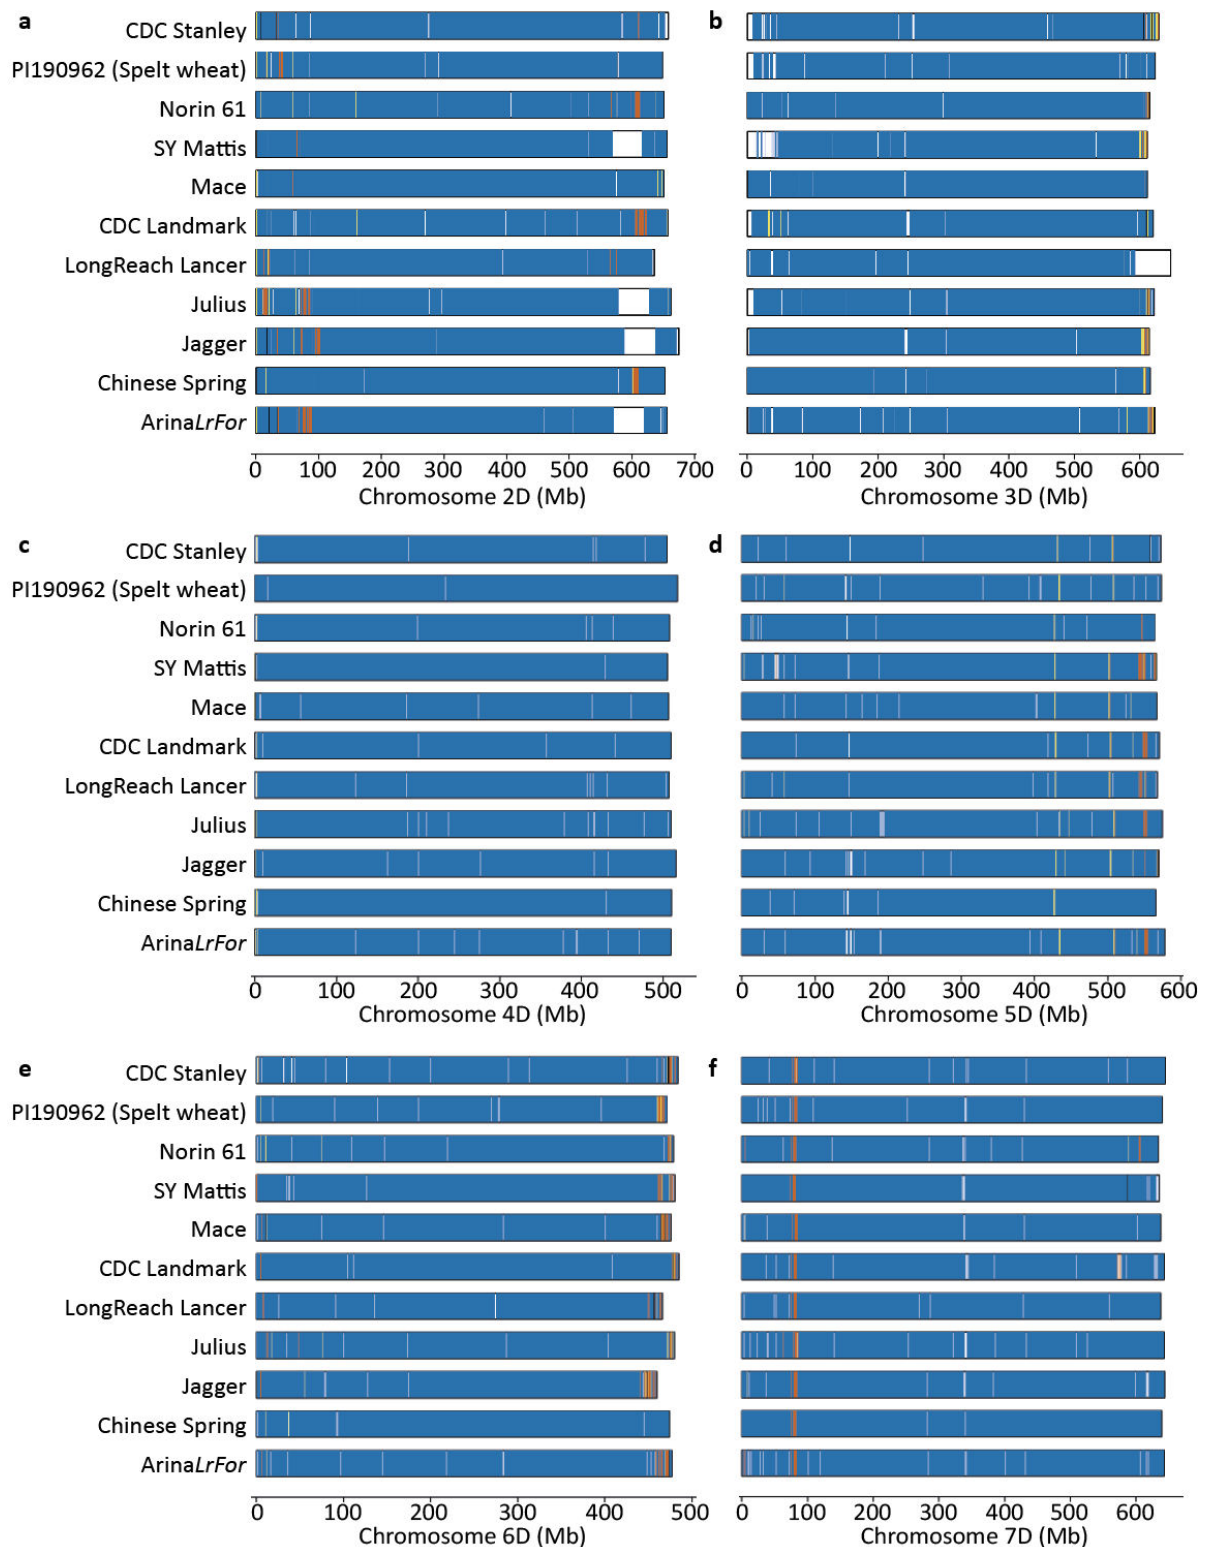 a
b
CDC Stanley
PI190962 (Spelt wheat)
Norin 61
SY Mattis
Mace
CDC Landmark
LongReach Lancer
Julius
Jagger
Chinese Spring
ArinaLrFor
0 100 200 300 400 500 600 700
Chromosome 2D (Mb)
0 100 200 300 400 500 600
Chromosome 3D (Mb)
c
d
CDC Stanley
PI190962 (Spelt wheat)
Norin 61
SY Mattis
Mace
CDC Landmark
LongReach Lancer
Julius
Jagger
Chinese Spring
ArinaLrFor
0 100 200 300 400 500
Chromosome 4D (Mb)
0 100 200 300 400 500 600
Chromosome 5D (Mb)
e
f
CDC Stanley
PI190962 (Spelt wheat)
Norin 61
SY Mattis
Mace
CDC Landmark
LongReach Lancer
Julius
Jagger
Chinese Spring
ArinaLrFor
0 100 200 300 400 500
Chromosome 6D (Mb)
0 100 200 300 400 500 600
Chromosome 7D (Mb)